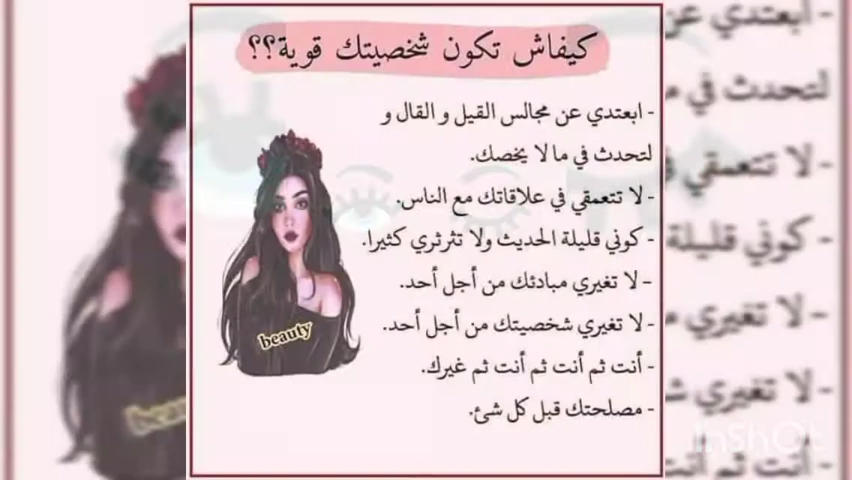 كيفاش تكون شخصيتك قوية؟؟
- ابعتدي عن مجالس القيل و القال و
لتحدث في ما لا يخصك.
- لا تتعمقي في علاقاتك مع الناس.
- كوني قليلة الحديث ولا تثرثري كثيرا.
- لا تغيري مبادئك من أجل أحد.
- لا تغيري شخصيتك من أجل أحد.
- أنت ثم أنت ثم أنت ثم غيرك.
- مصلحتك قبل كل شئ.
beauty
InShOt